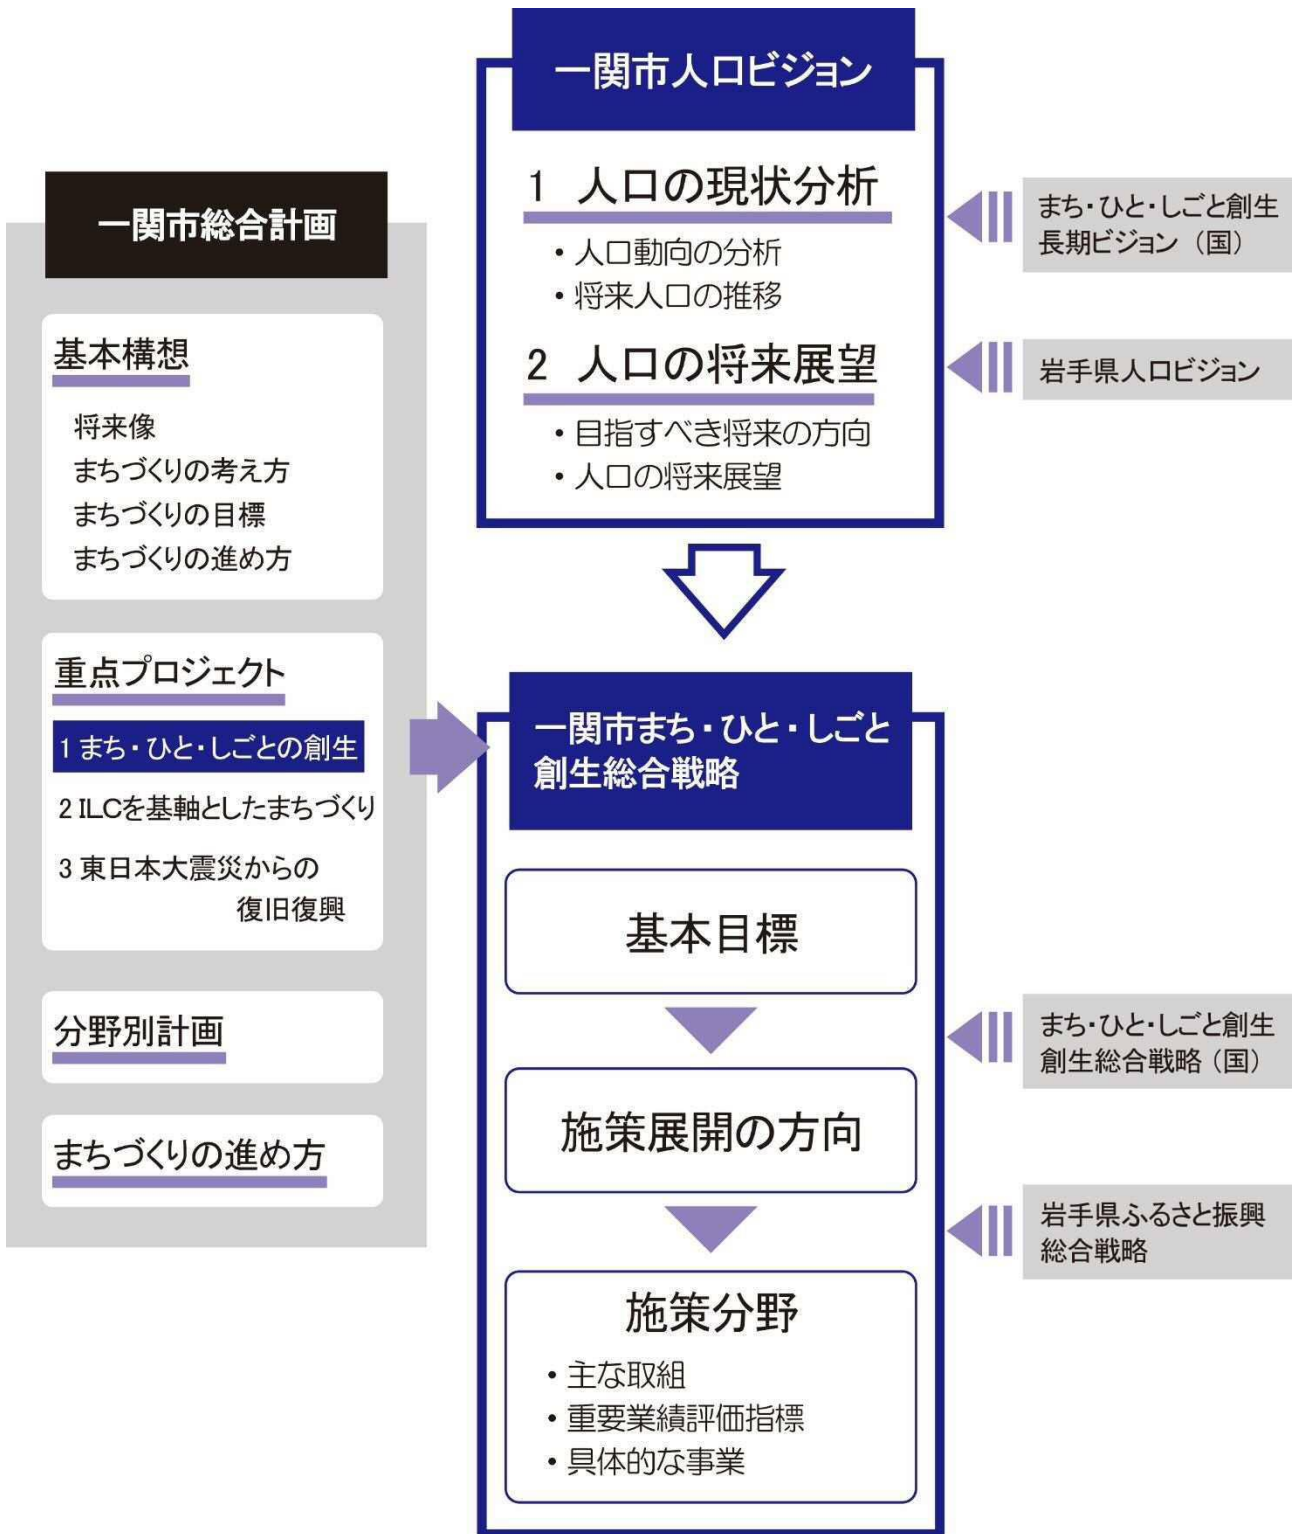 一関市総合計画
基本構想
将来像
まちづくりの考え方
まちづくりの目標
まちづくりの進め方
重点プロジェクト
1 まち・ひと・しごとの創生
2 ILCを基軸としたまちづくり
3 東日本大震災からの
復旧復興
分野別計画
まちづくりの進め方
一関市人口ビジョン
1 人口の現状分析
・人口動向の分析
・将来人口の推移
2 人口の将来展望
・目指すべき将来の方向
・人口の将来展望
まち・ひと・しごと創生
長期ビジョン（国）
岩手県人口ビジョン
一関市まち・ひと・しごと
創生総合戦略
基本目標
施策展開の方向
施策分野
・主な取組
・重要業績評価指標
・具体的な事業
まち・ひと・しごと創生
創生総合戦略（国）
岩手県ふるさと振興
総合戦略